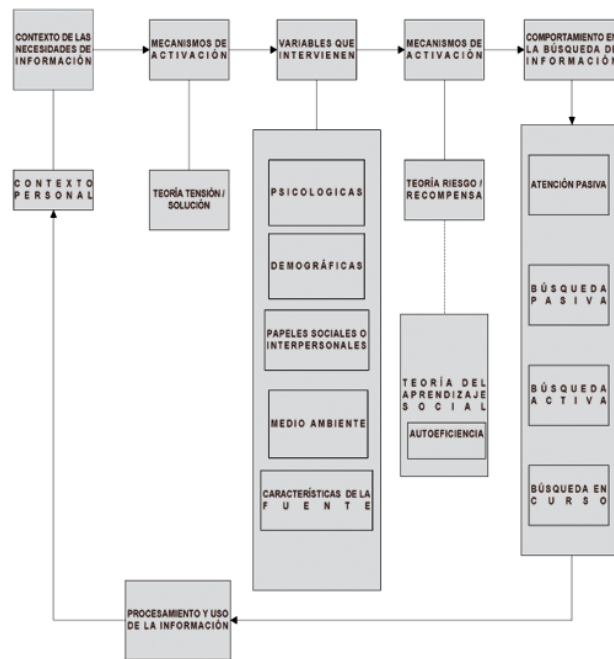 CONTEXTO DE LAS
NECESIDADES DE
INFORMACIÓN
MECANISMOS DE
ACTIVACIÓN
VARIABLES QUE
INTERVIENEN
MECANISMOS DE
ACTIVACIÓN
COMPORTAMIENTO EN
LA BÚSQUEDA DE
INFORMACIÓN
CONTEXTO
PERSONAL
TEORÍA TENSIÓN /
SOLUCIÓN
PSICOLOGICAS
DEMOGRÁFICAS
PAPELES SOCIALES O
INTERPERSONALES
MEDIO AMBIENTE
CARACTERÍSTICAS DE LA
FUENTE
TEORÍA RIESGO /
RECOMPENSA
TEORÍA DEL
APRENDIZAJE
SOCIAL
AUTOEFICIENCIA
ATENCIÓN PASIVA
BÚSQUEDA
PASIVA
BÚSQUEDA
ACTIVA
BÚSQUEDA EN
CURSO
PROCESAMIENTO Y USO
DE LA INFORMACIÓN